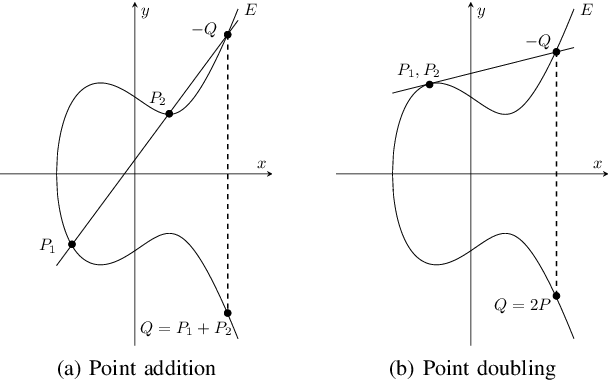 y
E
−Q
P₂
x
P₁
Q = P₁ + P₂
(a) Point addition
y
E
−Q
P₁, P₂
x
Q = 2P
(b) Point doubling